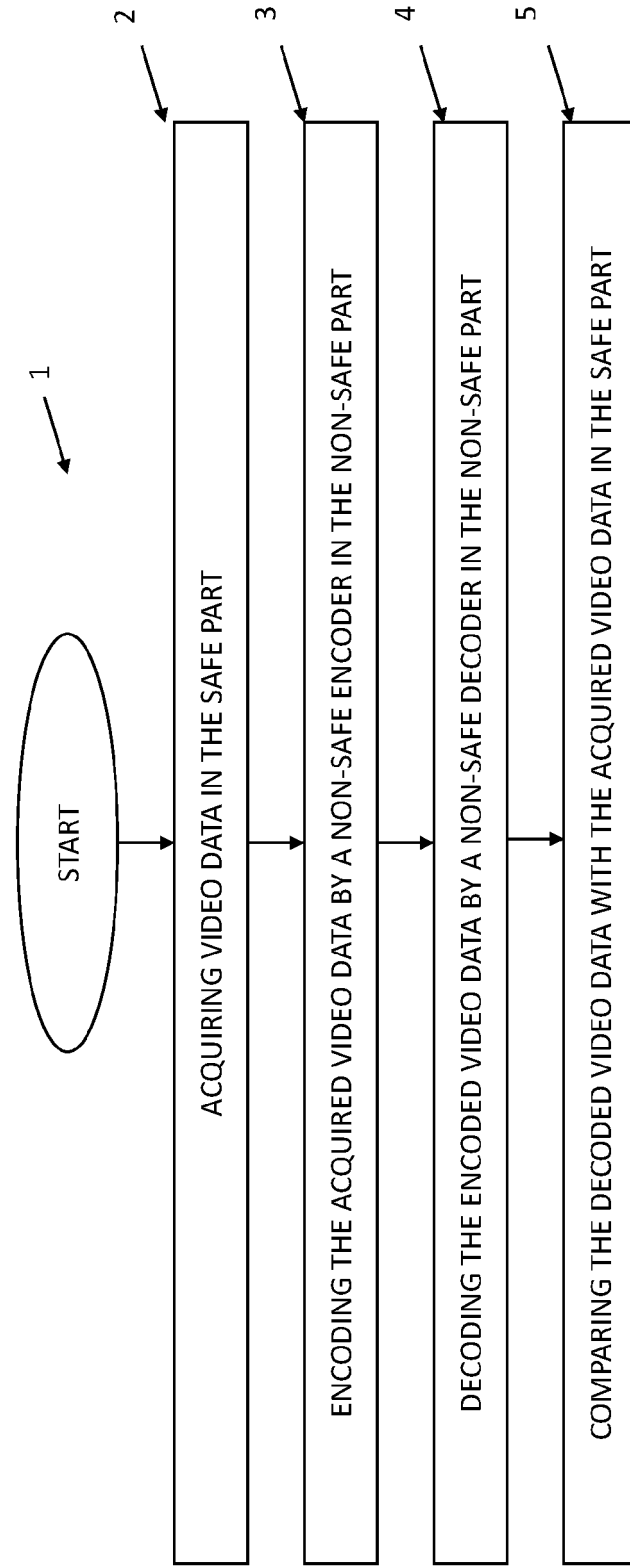 1
START
2
ACQUIRING VIDEO DATA IN THE SAFE PART
3
ENCODING THE ACQUIRED VIDEO DATA BY A NON-SAFE ENCODER IN THE NON-SAFE PART
4
DECODING THE ENCODED VIDEO DATA BY A NON-SAFE DECODER IN THE NON-SAFE PART
5
COMPARING THE DECODED VIDEO DATA WITH THE ACQUIRED VIDEO DATA IN THE SAFE PART